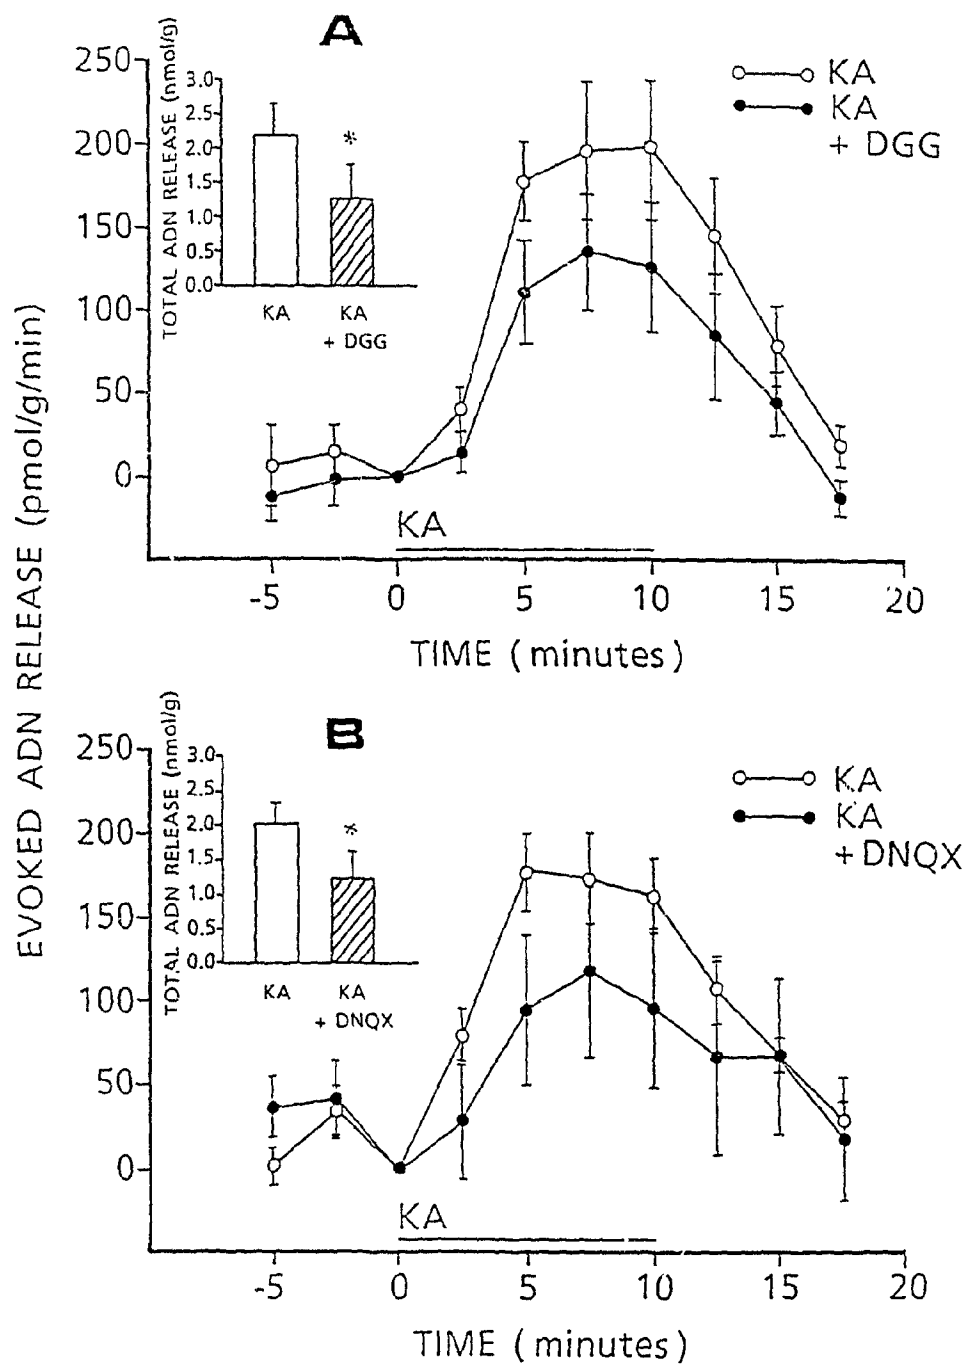 EVOKED ADN RELEASE (pmol/g/min)
A
250
200
150
100
50
0
TOTAL ADN RELEASE (nmol/g)
3.0
2.5
2.0
1.5
1.0
0.5
0.0
*
KA
KA
+ DGG
KA
KA
+ DGG
KA
-5
0
5
10
15
20
TIME (minutes)
B
250
200
150
100
50
0
TOTAL ADN RELEASE (nmol/g)
3.0
2.5
2.0
1.5
1.0
0.5
0.0
*
KA
KA
+ DNQX
KA
KA
+ DNQX
KA
-5
0
5
10
15
20
TIME (minutes)